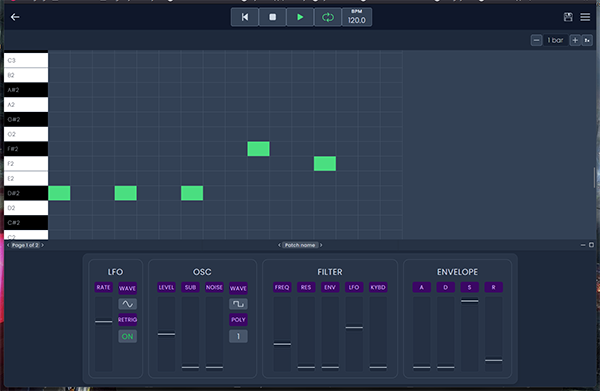 BPM
120.0
1 bar
C3
B2
A#2
A2
G#2
G2
F#2
F2
E2
D#2
D2
C#2
C2
Page 1 of 2
Patch name
LFO
OSC
FILTER
ENVELOPE
RATE
WAVE
LEVEL
SUB
NOISE
WAVE
FREQ
RES
ENV
LFO
KYBD
A
D
S
R
RETRIG
POLY
ON
1